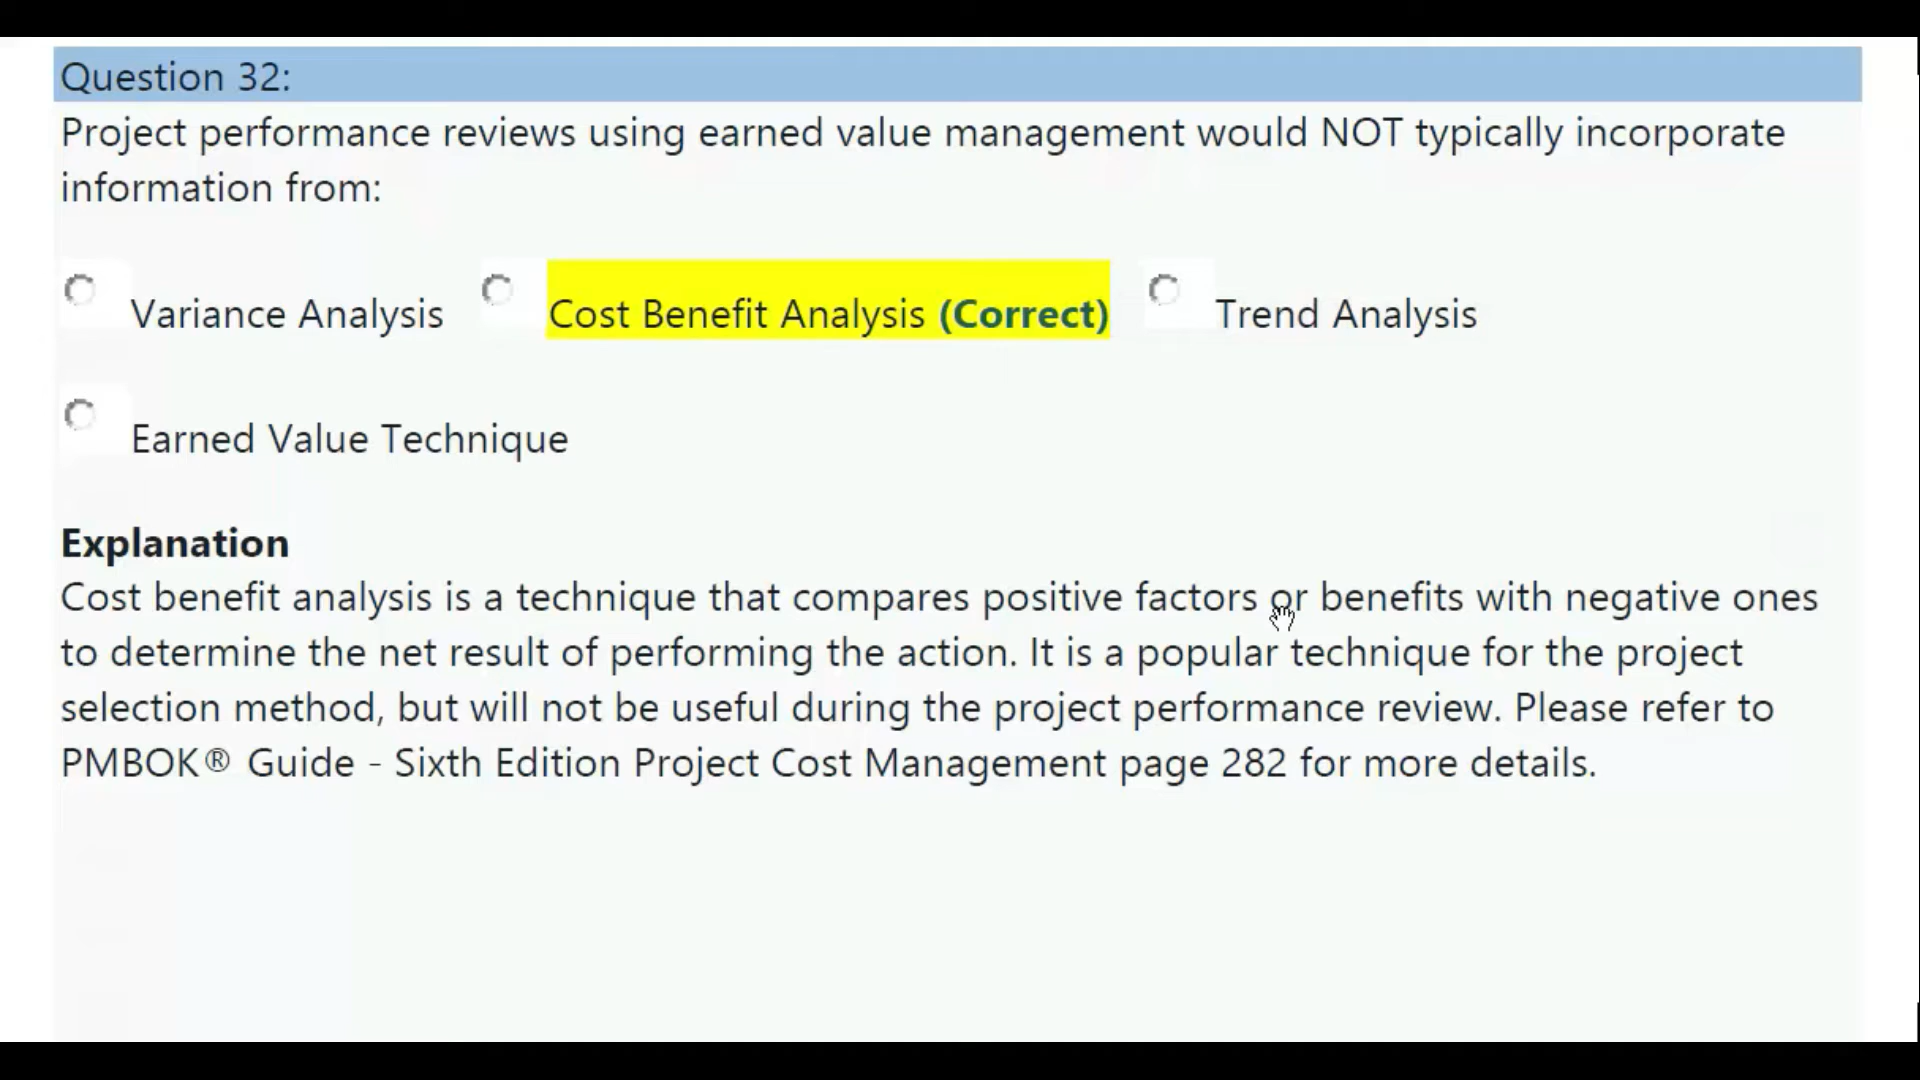 Question 32:
Project performance reviews using earned value management would NOT typically incorporate
information from:
Variance Analysis Cost Benefit Analysis (Correct) Trend Analysis
Earned Value Technique
Explanation
Cost benefit analysis is a technique that compares positive factors or benefits with negative ones
to determine the net result of performing the action. It is a popular technique for the project
selection method, but will not be useful during the project performance review. Please refer to
PMBOK® Guide - Sixth Edition Project Cost Management page 282 for more details.